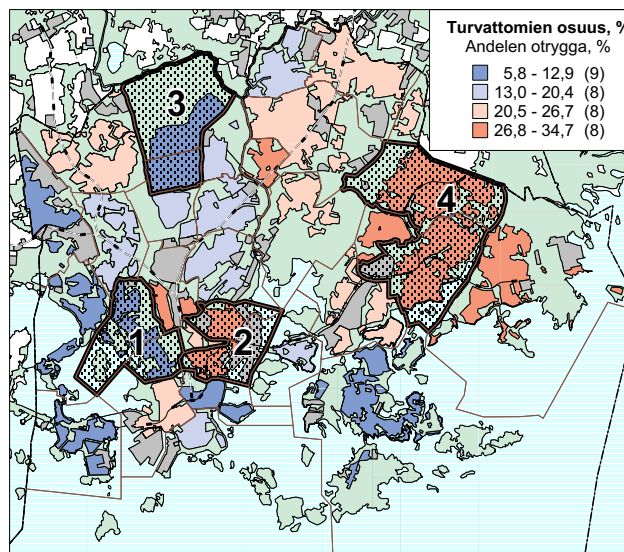 Turvattomien osuus, %
Andelen otrygga, %
5,8 - 12,9 (9)
13,0 - 20,4 (8)
20,5 - 26,7 (8)
26,8 - 34,7 (8)
3
4
1
2